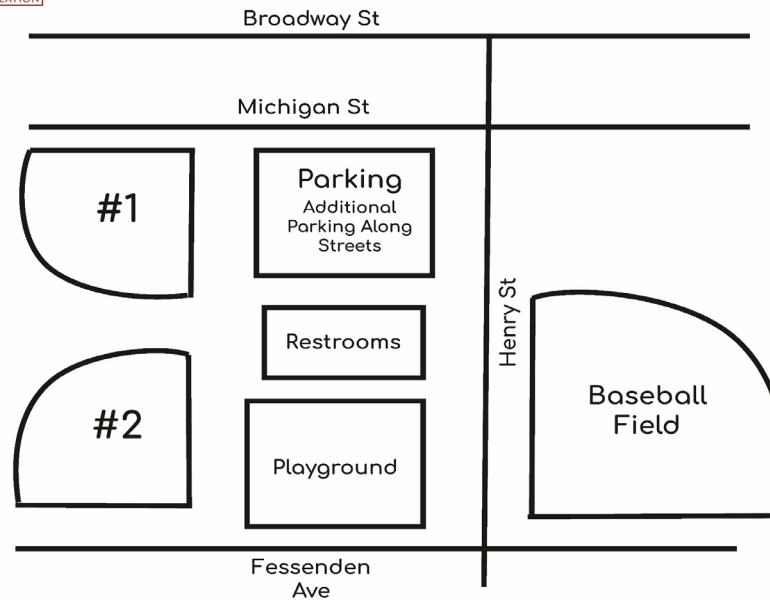 Broadway St
Michigan St
#1
Parking
Additional
Parking Along
Streets
Henry St
Restrooms
Baseball
Field
#2
Playground
Fessenden
Ave